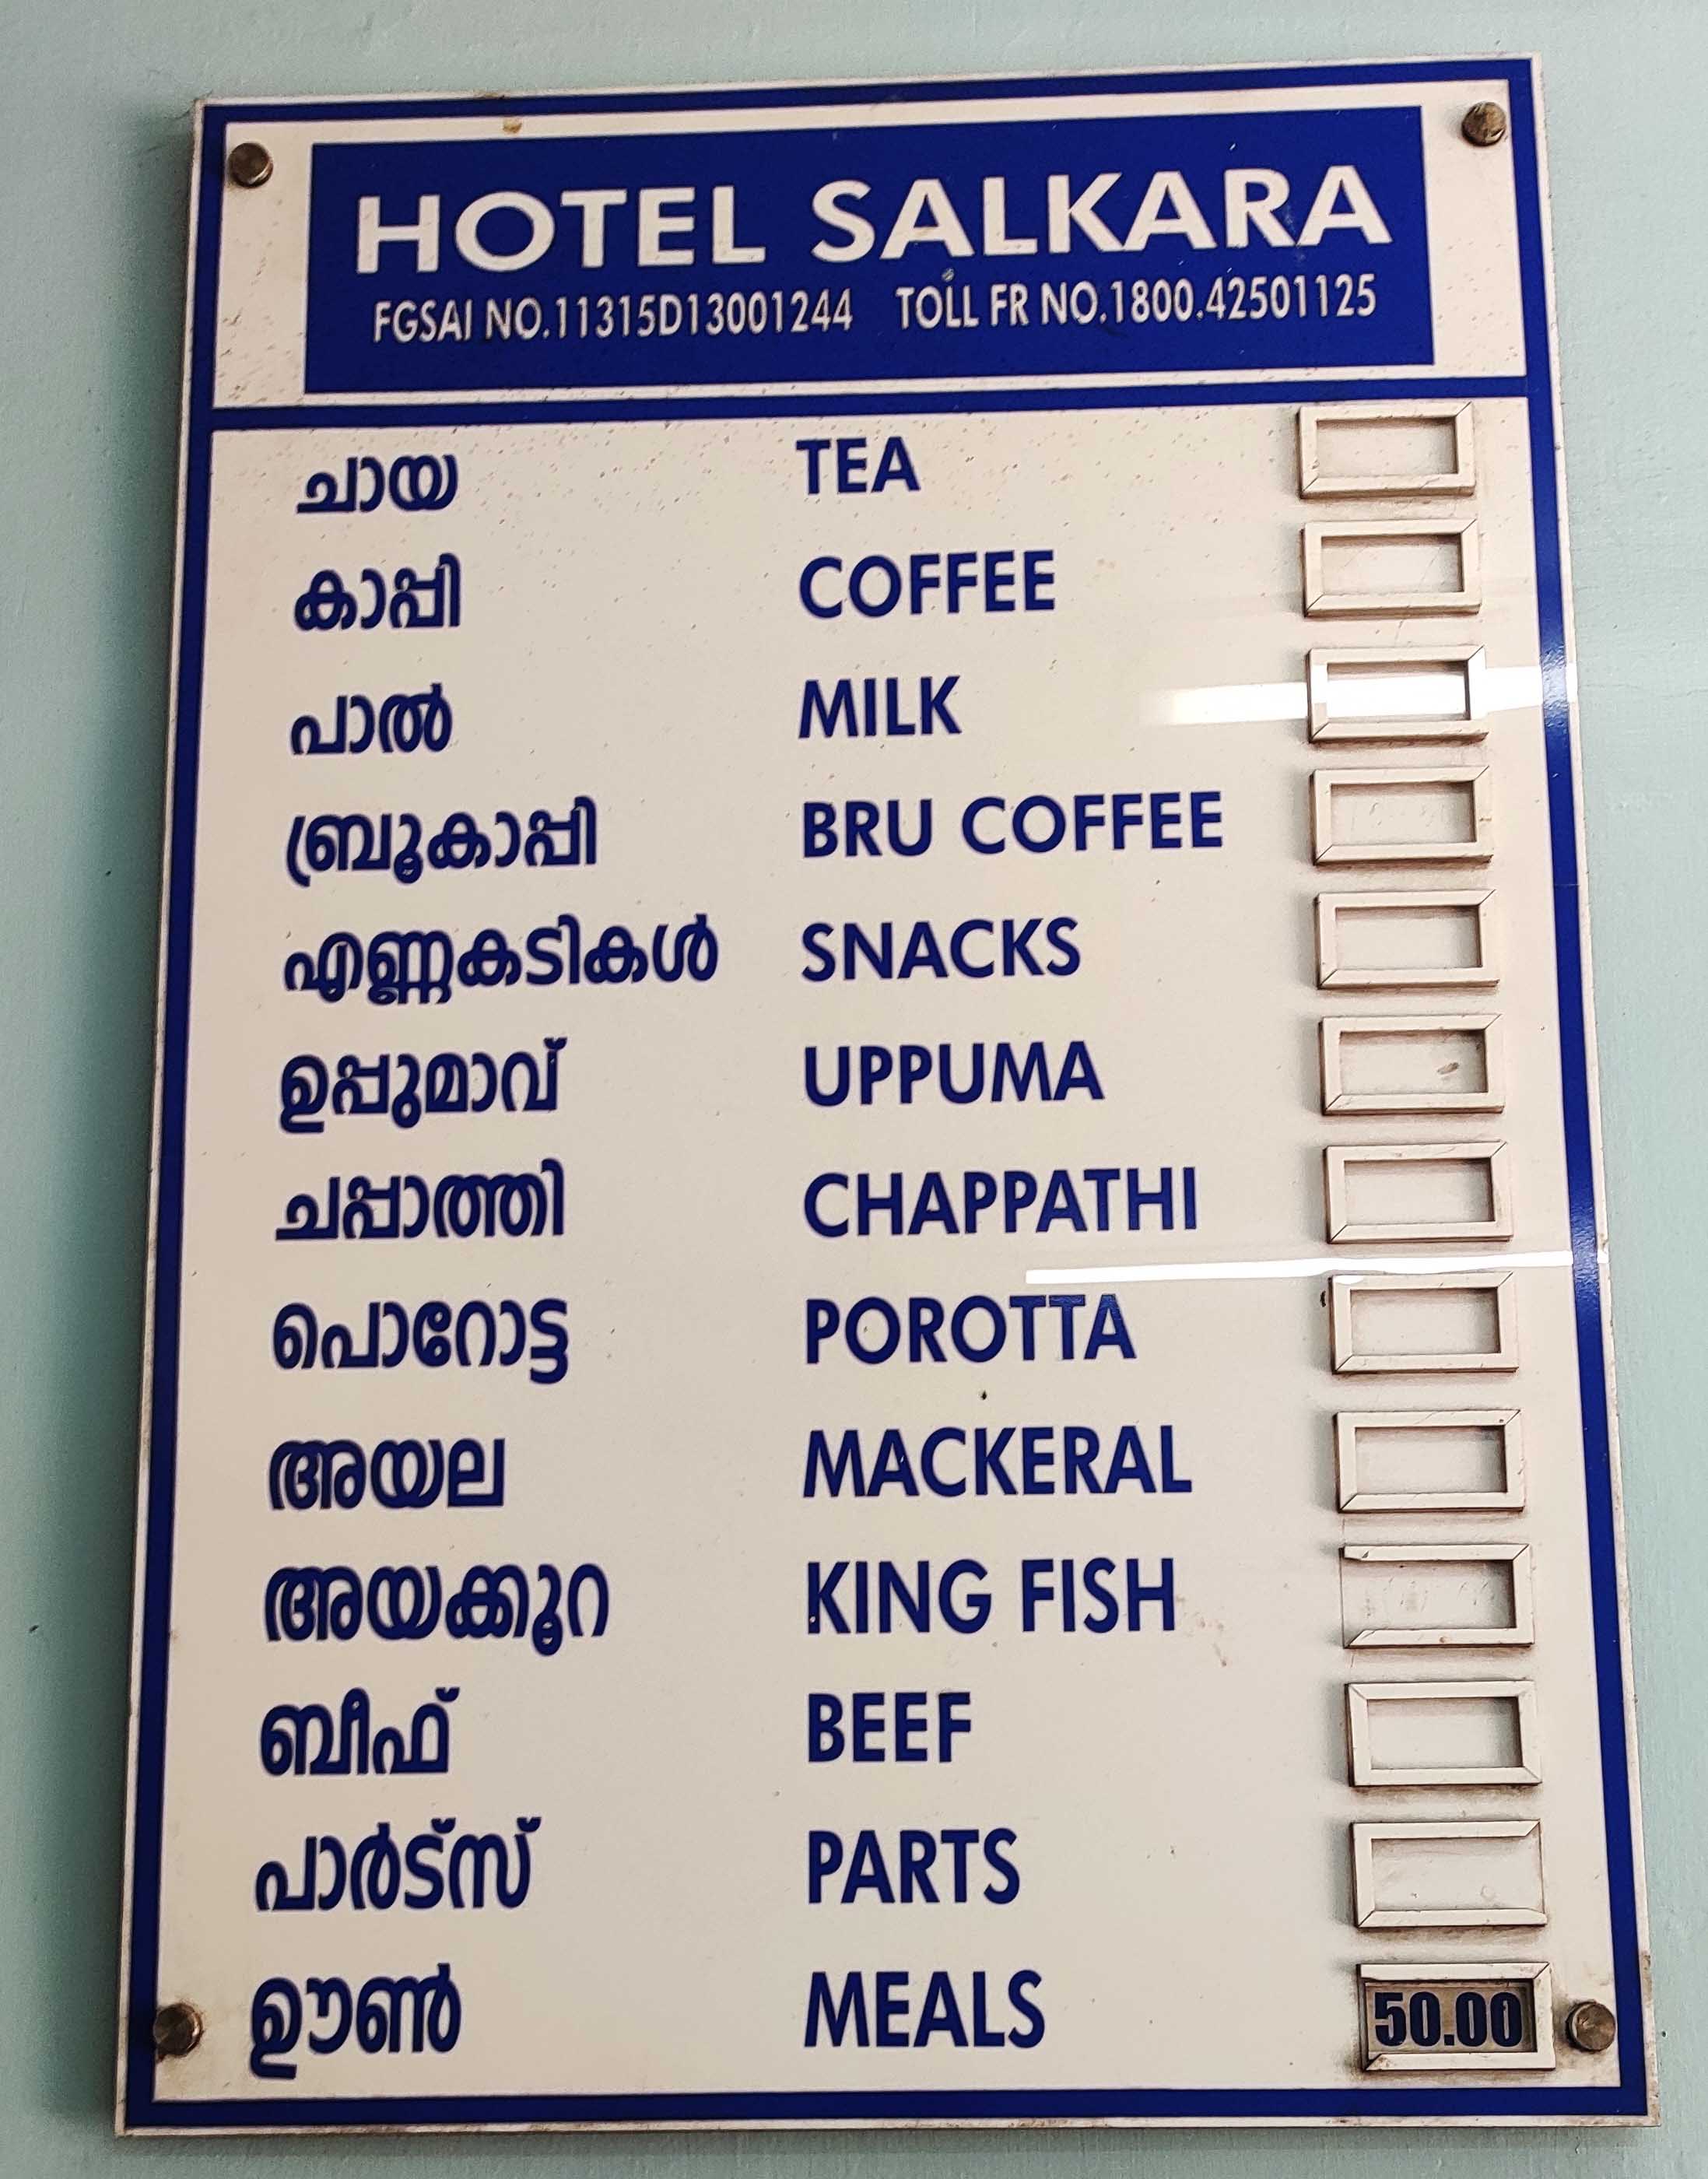 HOTEL SALKARA
FGSAI NO.11315D13001244 TOLL FR NO.1800.42501125
ചായ TEA
കാപ്പി COFFEE
പാൽ MILK
ബ്രൂകാപ്പി BRU COFFEE
എണ്ണകടികൾ SNACKS
ഉപ്പുമാവ് UPPUMA
ചപ്പാത്തി CHAPPATHI
പൊറോട്ട POROTTA
അയല MACKERAL
അയക്കൂറ KING FISH
ബീഫ് BEEF
പാർട്സ് PARTS
ഊൺ MEALS 50.00